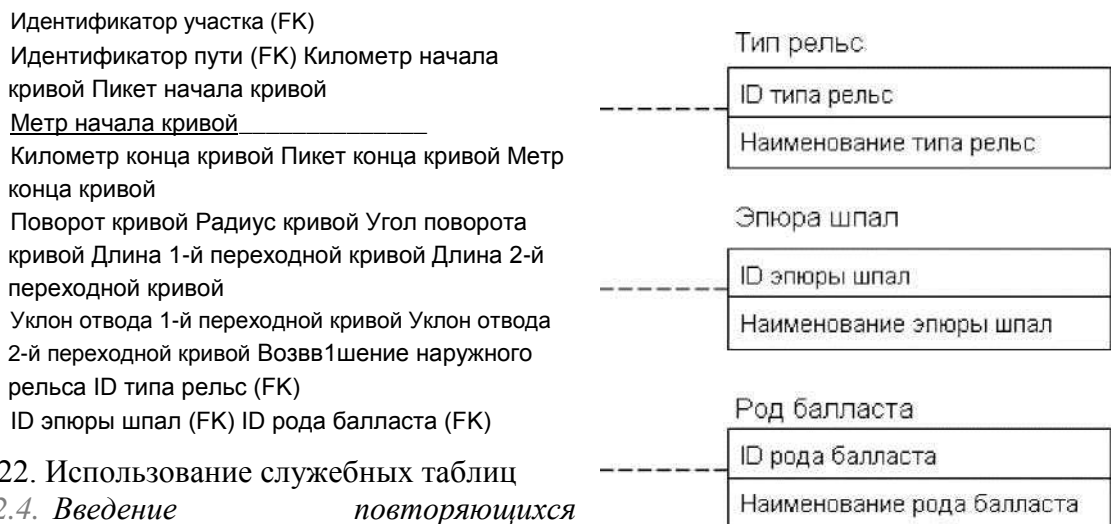 Идентификатор участка (FK)
Идентификатор пути (FK) Километр начала
кривой Пикет начала кривой
Метр начала кривой______________
Километр конца кривой Пикет конца кривой Метр
конца кривой
Поворот кривой Радиус кривой Угол поворота
кривой Длина 1-й переходной кривой Длина 2-й
переходной кривой
Уклон отвода 1-й переходной кривой Уклон отвода
2-й переходной кривой Возвв1шение наружного
рельса ID типа рельс (FK)
ID эпюры шпал (FK) ID рода балласта (FK)
22. Использование служебных таблиц
2.4. Введение повторяющихся
Тип рельс
ID типа рельс
Наименование типа рельс
Эпюра шпал
ID эпюры шпал
Наименование эпюры шпал
Род балласта
ID рода балласта
Наименование рода балласта